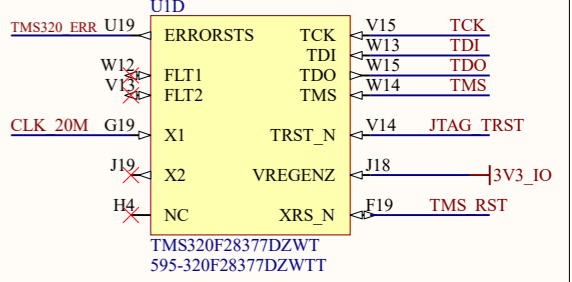 U1D
TMS320_ERR U19 ERRORSTS TCK V15 TCK
TDI W13 TDI
W12 FLT1 TDO W15 TDO
V13 FLT2 TMS W14 TMS
CLK_20M G19 X1 TRST_N V14 JTAG_TRST
J19 X2 VREGENZ J18 3V3_IO
H4 NC XRS_N F19 TMS_RST
TMS320F28377DZWT
595-320F28377DZWTT